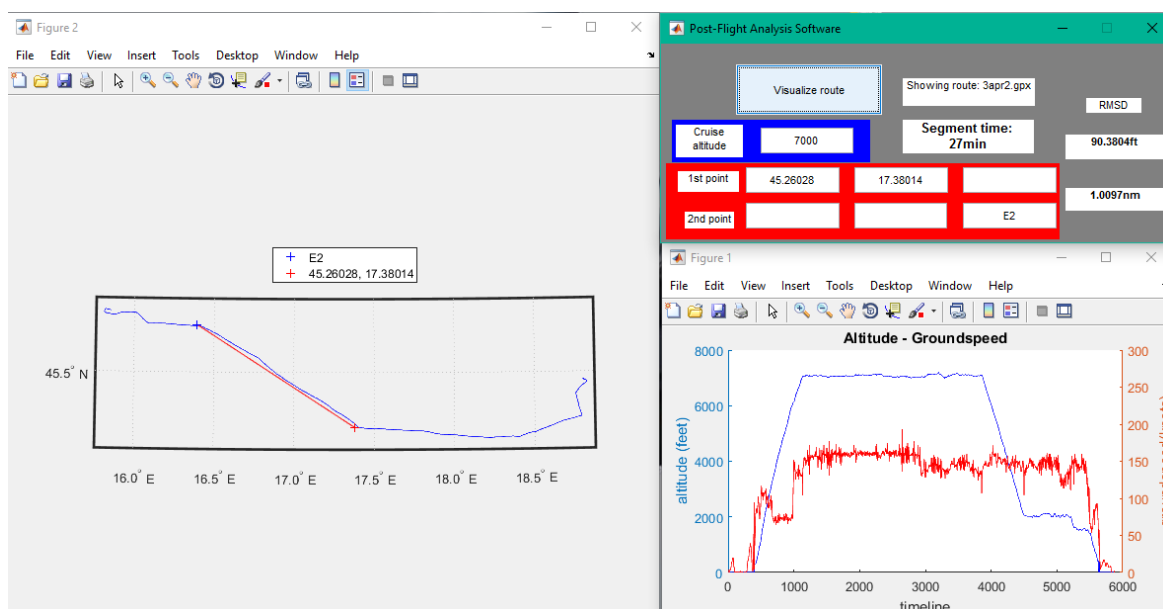 Figure 2
File Edit View Insert Tools Desktop Window Help
E2
45.26028, 17.38014
45.5° N
16.0° E 16.5° E 17.0° E 17.5° E 18.0° E 18.5° E
Post-Flight Analysis Software
Visualize route
Showing route: 3apr2.gpx
RMSD
Cruise
altitude
7000
Segment time:
27min
90.3804ft
1st point
45.26028
17.38014
1.0097nm
2nd point
E2
Figure 1
File Edit View Insert Tools Desktop Window Help
Altitude - Groundspeed
8000
6000
4000
2000
0
altitude (feet)
300
250
200
150
100
50
0
0 1000 2000 3000 4000 5000 6000
timeline